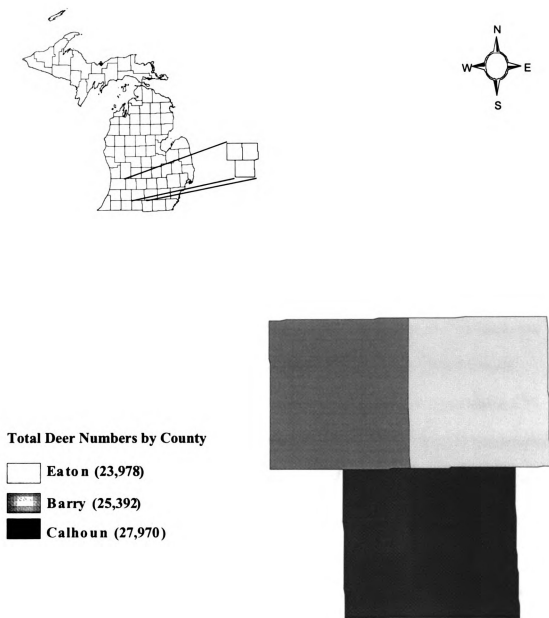 N
W E
S
Total Deer Numbers by County
Eaton (23,978)
Barry (25,392)
Calhoun (27,970)